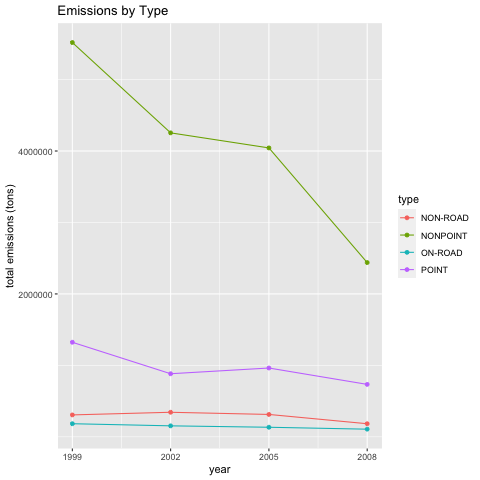 Emissions by Type
total emissions (tons)
4000000
2000000
1999
2002
2005
2008
year
type
NON-ROAD
NONPOINT
ON-ROAD
POINT